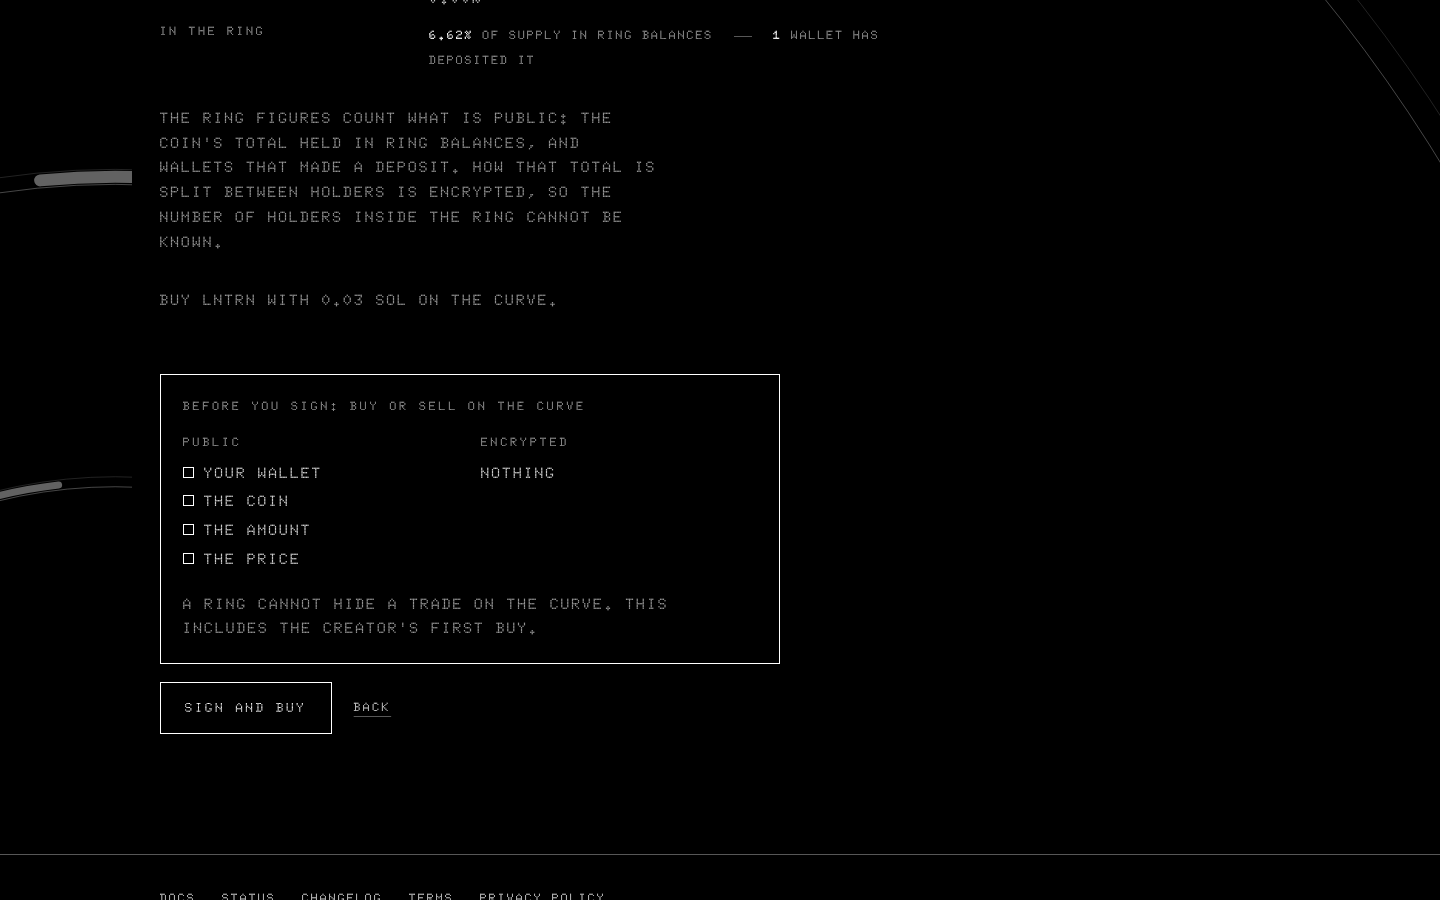 IN THE RING
6.62% OF SUPPLY IN RING BALANCES — 1 WALLET HAS
DEPOSITED IT
THE RING FIGURES COUNT WHAT IS PUBLIC: THE
COIN'S TOTAL HELD IN RING BALANCES, AND
WALLETS THAT MADE A DEPOSIT. HOW THAT TOTAL IS
SPLIT BETWEEN HOLDERS IS ENCRYPTED, SO THE
NUMBER OF HOLDERS INSIDE THE RING CANNOT BE
KNOWN.
BUY LNTRN WITH 0.03 SOL ON THE CURVE.
BEFORE YOU SIGN: BUY OR SELL ON THE CURVE
PUBLIC ENCRYPTED
YOUR WALLET NOTHING
THE COIN
THE AMOUNT
THE PRICE
A RING CANNOT HIDE A TRADE ON THE CURVE. THIS
INCLUDES THE CREATOR'S FIRST BUY.
SIGN AND BUY BACK
DOCS STATUS CHANGELOG TERMS PRIVACY POLICY